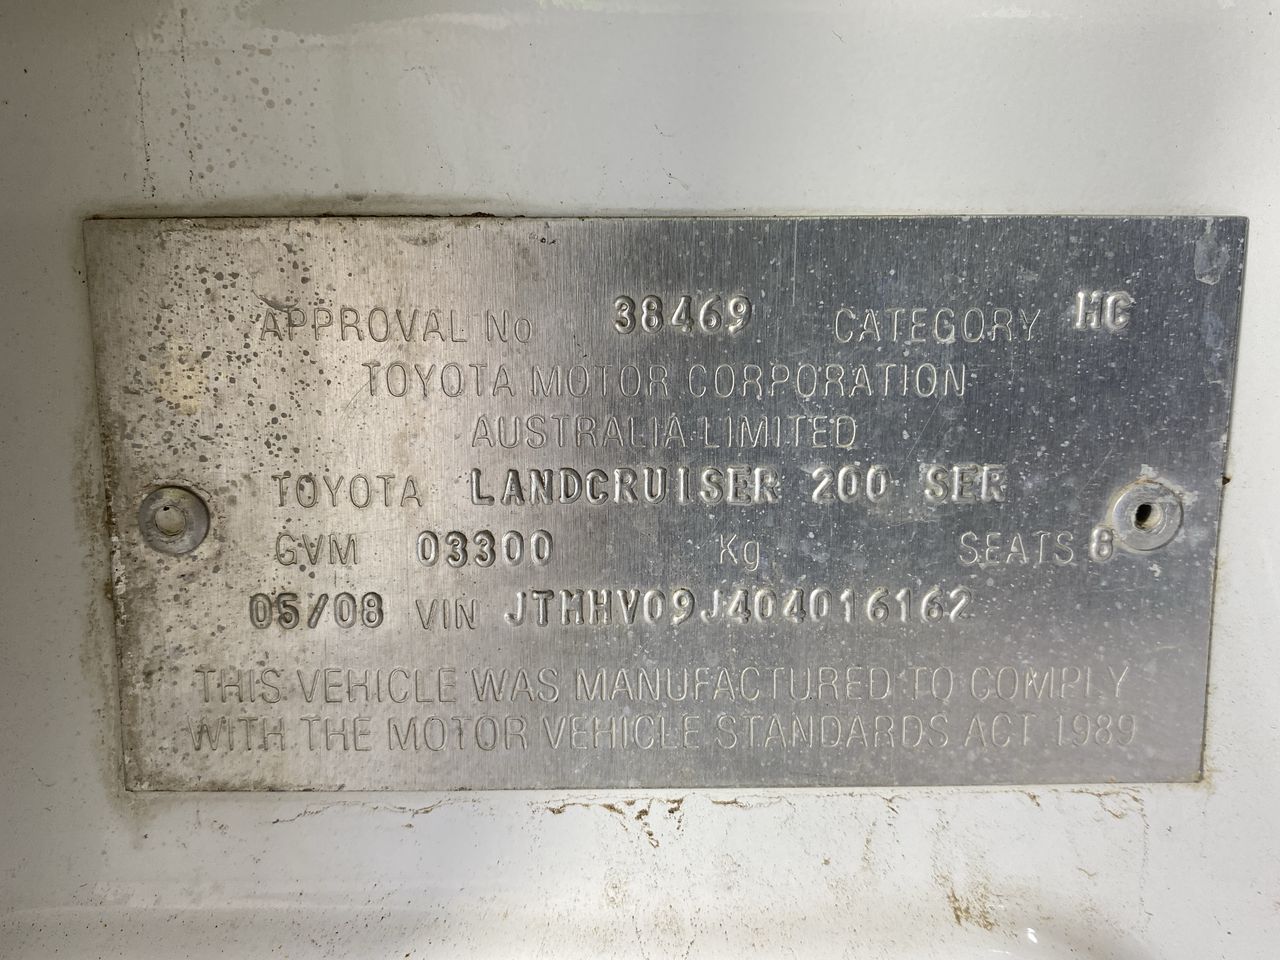 APPROVAL No 38469 CATEGORY MC
TOYOTA MOTOR CORPORATION
AUSTRALIA LIMITED
TOYOTA LANDCRUISER 200 SER
GVM 03300 Kg SEATS 8
05/08 VIN JTMHV09J404016162
THIS VEHICLE WAS MANUFACTURED TO COMPLY
WITH THE MOTOR VEHICLE STANDARDS ACT 1989